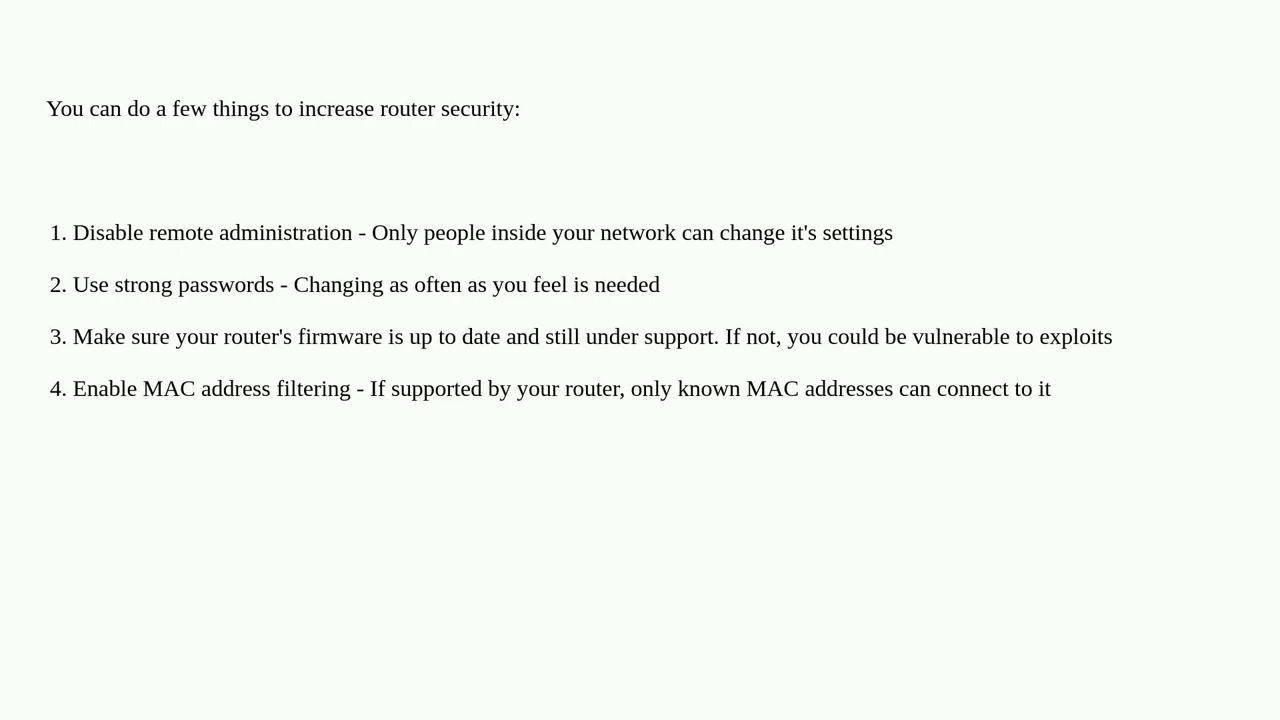 You can do a few things to increase router security:
1. Disable remote administration - Only people inside your network can change it's settings
2. Use strong passwords - Changing as often as you feel is needed
3. Make sure your router's firmware is up to date and still under support. If not, you could be vulnerable to exploits
4. Enable MAC address filtering - If supported by your router, only known MAC addresses can connect to it